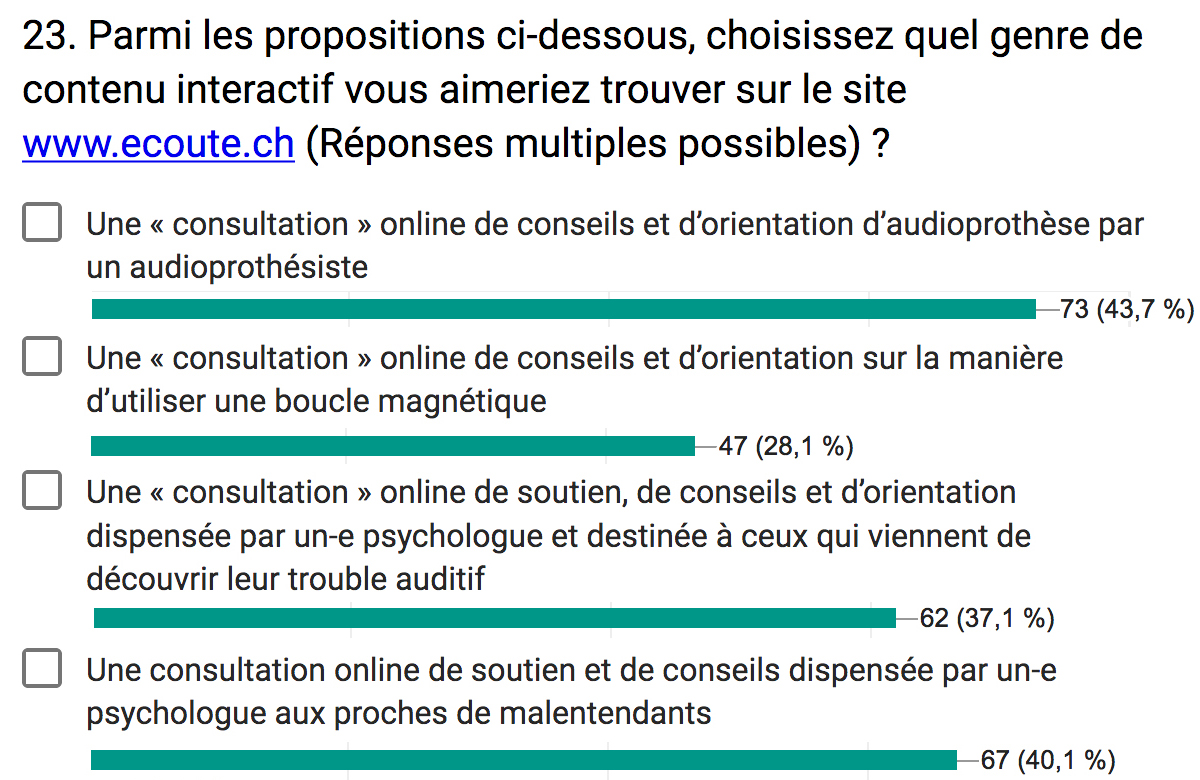 23. Parmi les propositions ci-dessous, choisissez quel genre de
contenu interactif vous aimeriez trouver sur le site
www.ecoute.ch (Réponses multiples possibles) ?
Une « consultation » online de conseils et d’orientation d’audioprothèse par
un audioprothésiste
73 (43,7 %)
Une « consultation » online de conseils et d’orientation sur la manière
d’utiliser une boucle magnétique
47 (28,1 %)
Une « consultation » online de soutien, de conseils et d’orientation
dispensée par un-e psychologue et destinée à ceux qui viennent de
découvrir leur trouble auditif
62 (37,1 %)
Une consultation online de soutien et de conseils dispensée par un-e
psychologue aux proches de malentendants
67 (40,1 %)